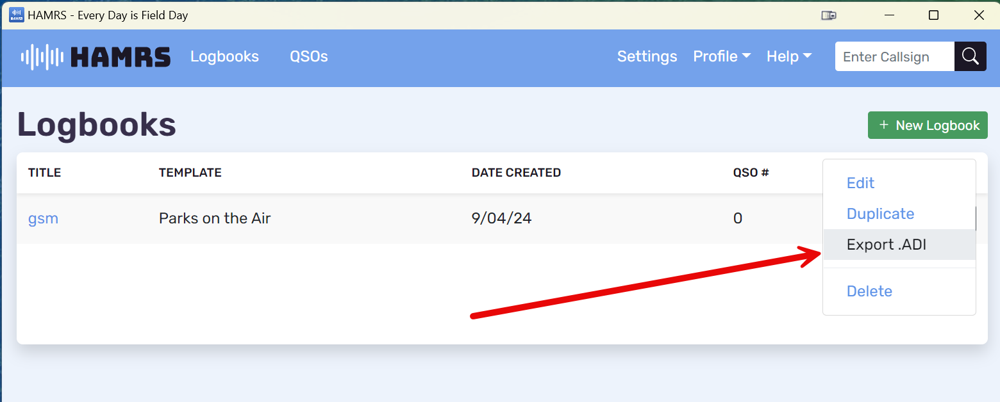 HAMRS - Every Day is Field Day
HAMRS Logbooks QSOs Settings Profile Help Enter Callsign
Logbooks
+ New Logbook
TITLE TEMPLATE DATE CREATED QSO #
gsm Parks on the Air 9/04/24 0
Edit
Duplicate
Export .ADI
Delete